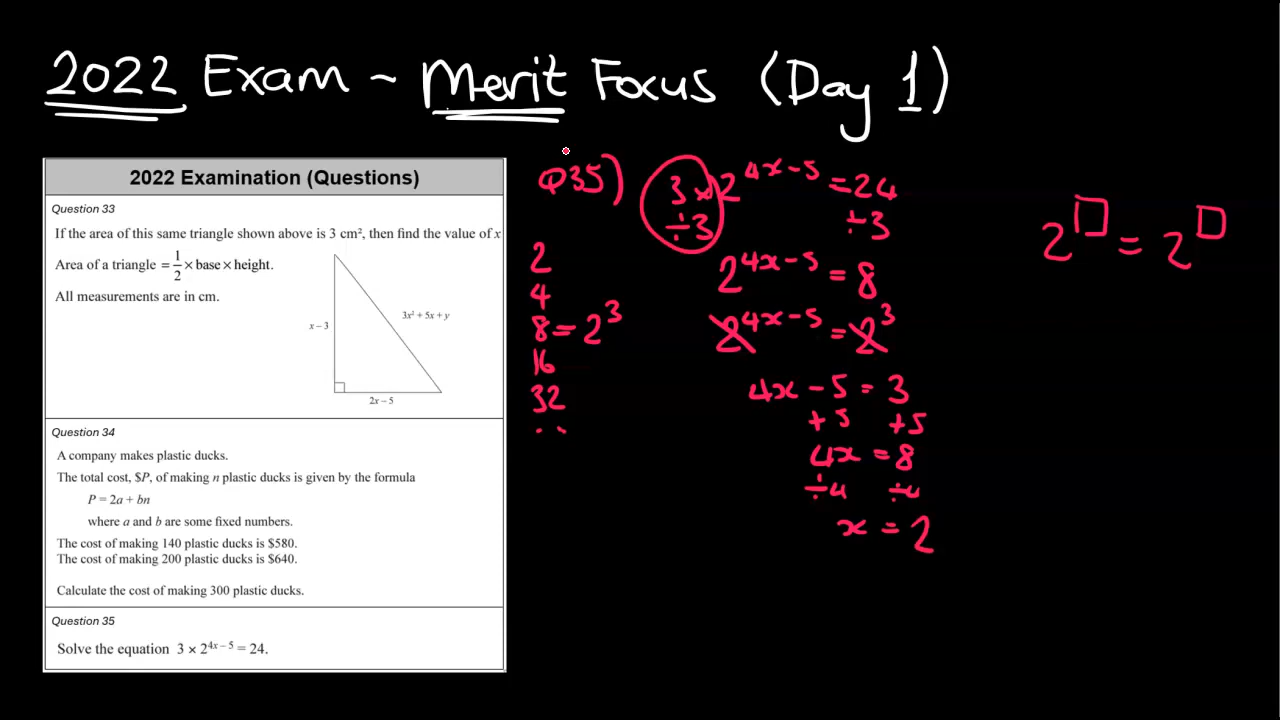 2022 Exam ~ Merit Focus (Day 1)
2022 Examination (Questions)
Question 33
If the area of this same triangle shown above is 3 cm², then find the value of x
Area of a triangle = 1/2 × base × height.
All measurements are in cm.
x – 3
3x² + 5x + y
2x – 5
Question 34
A company makes plastic ducks.
The total cost, $P, of making n plastic ducks is given by the formula
P = 2a + bn
where a and b are some fixed numbers.
The cost of making 140 plastic ducks is $580.
The cost of making 200 plastic ducks is $640.
Calculate the cost of making 300 plastic ducks.
Question 35
Solve the equation 3 × 2^(4x – 5) = 24.
Q35)
3 × 2^(4x – 5) = 24
÷3 ÷3
2^(4x – 5) = 8
2^(4x – 5) = 2³
4x – 5 = 3
+5 +5
4x = 8
÷4 ÷4
x = 2
2
4
8 = 2³
16
32
..
2^□ = 2^□